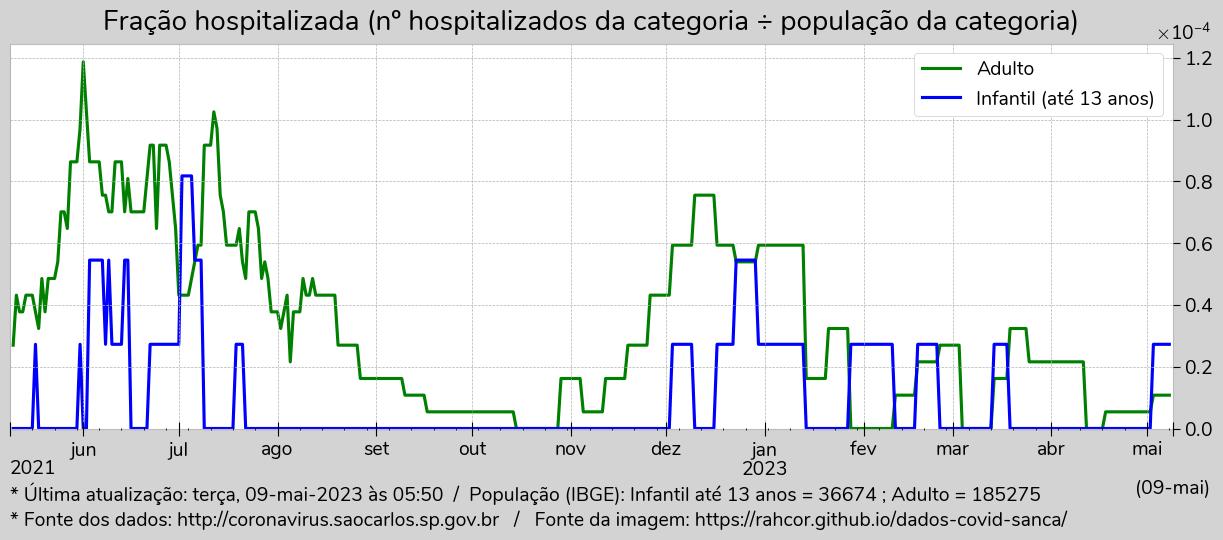 Fração hospitalizada (nº hospitalizados da categoria ÷ população da categoria)
×10⁻⁴
Adulto
Infantil (até 13 anos)
1.2
1.0
0.8
0.6
0.4
0.2
0.0
jun jul ago set out nov dez jan fev mar abr mai
2021 2023
(09-mai)
* Última atualização: terça, 09-mai-2023 às 05:50 / População (IBGE): Infantil até 13 anos = 36674 ; Adulto = 185275
* Fonte dos dados: http://coronavirus.saocarlos.sp.gov.br / Fonte da imagem: https://rahcor.github.io/dados-covid-sanca/